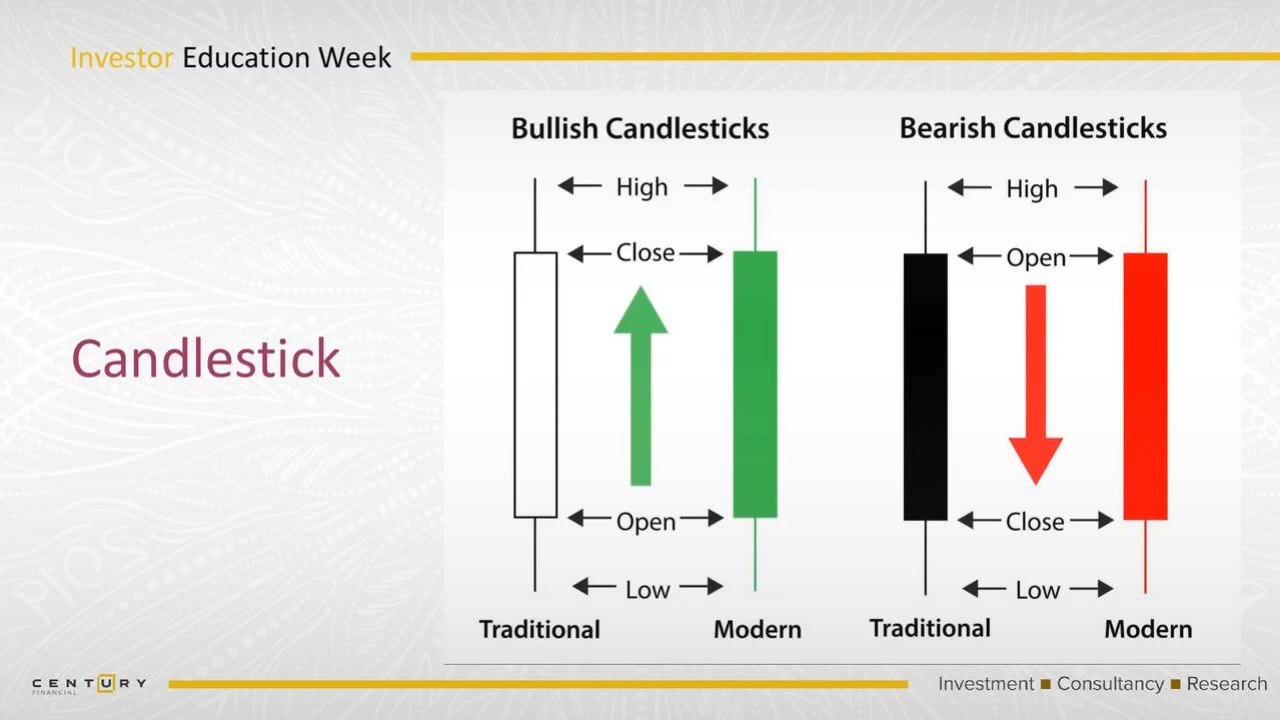 Investor Education Week
Candlestick
Bullish Candlesticks
High
Close
Open
Low
Traditional
Modern
Bearish Candlesticks
High
Open
Close
Low
Traditional
Modern
CENTURY
FINANCIAL
Investment ■ Consultancy ■ Research